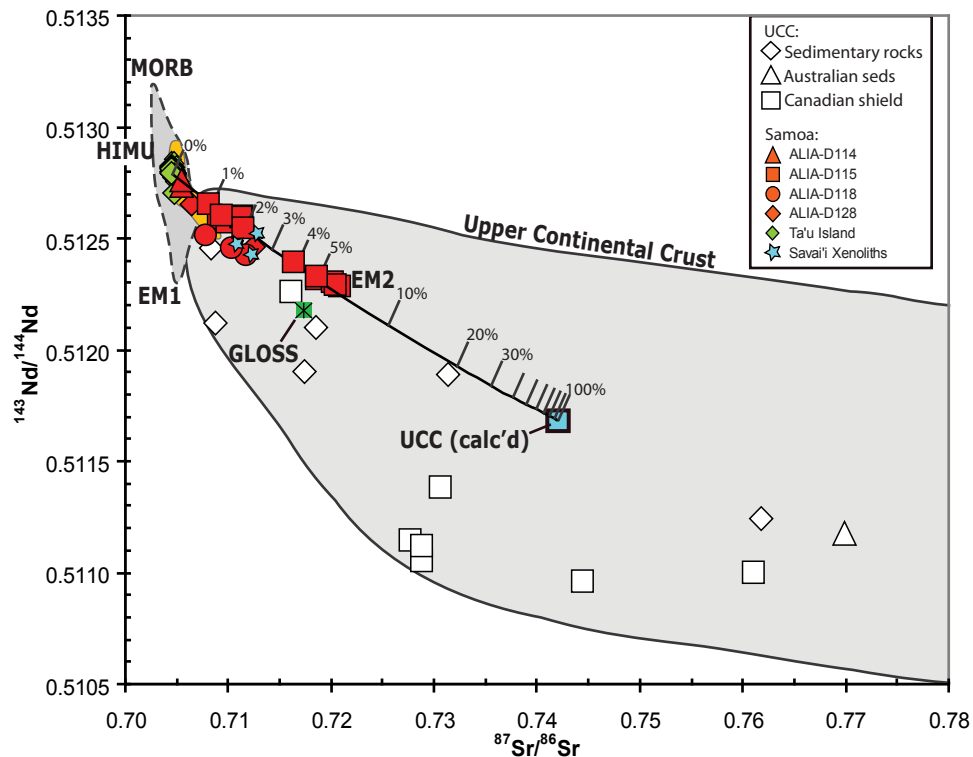 0.5135
0.5130
0.5125
0.5120
0.5115
0.5110
0.5105
¹⁴³Nd/¹⁴⁴Nd
0.70
0.71
0.72
0.73
0.74
0.75
0.76
0.77
0.78
⁸⁷Sr/⁸⁶Sr
MORB
HIMU
EM1
EM2
GLOSS
UCC (calc'd)
Upper Continental Crust
0%
1%
2%
3%
4%
5%
10%
20%
30%
100%
UCC:
Sedimentary rocks
Australian seds
Canadian shield
Samoa:
ALIA-D114
ALIA-D115
ALIA-D118
ALIA-D128
Ta'u Island
Savai'i Xenoliths